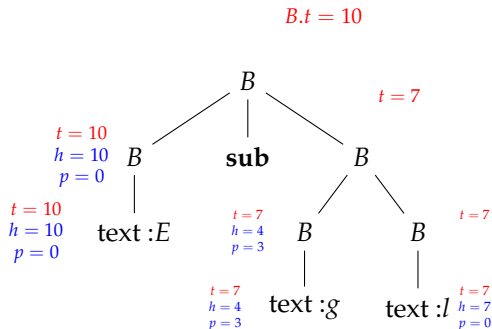 B.t = 10
B
t = 7
t = 10
h = 10
p = 0
B
sub
B
t = 10
h = 10
p = 0
text :E
t = 7
h = 4
p = 3
B
B
t = 7
t = 7
h = 4
p = 3
text :g
text :l
t = 7
h = 7
p = 0